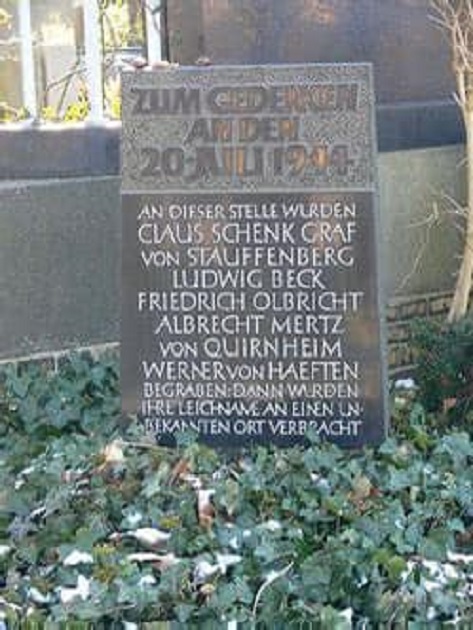 ZUM GEDENKEN
AN DEN
20·JULI 1944
AN DIESER STELLE WURDEN
CLAUS SCHENK GRAF
VON STAUFFENBERG
LUDWIG BECK
FRIEDRICH OLBRICHT
ALBRECHT MERTZ
VON QUIRNHEIM
WERNER VON HAEFTEN
BEGRABEN·DANN WURDEN
IHRE LEICHNAME AN EINEN UN-
BEKANNTEN ORT VERBRACHT